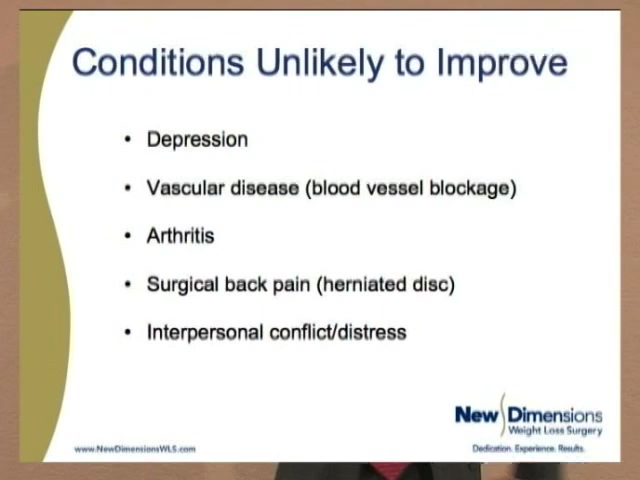 Conditions Unlikely to Improve
• Depression
• Vascular disease (blood vessel blockage)
• Arthritis
• Surgical back pain (herniated disc)
• Interpersonal conflict/distress
New Dimensions
Weight Loss Surgery
www.NewDimensionsWLS.com
Dedication. Experience. Results.